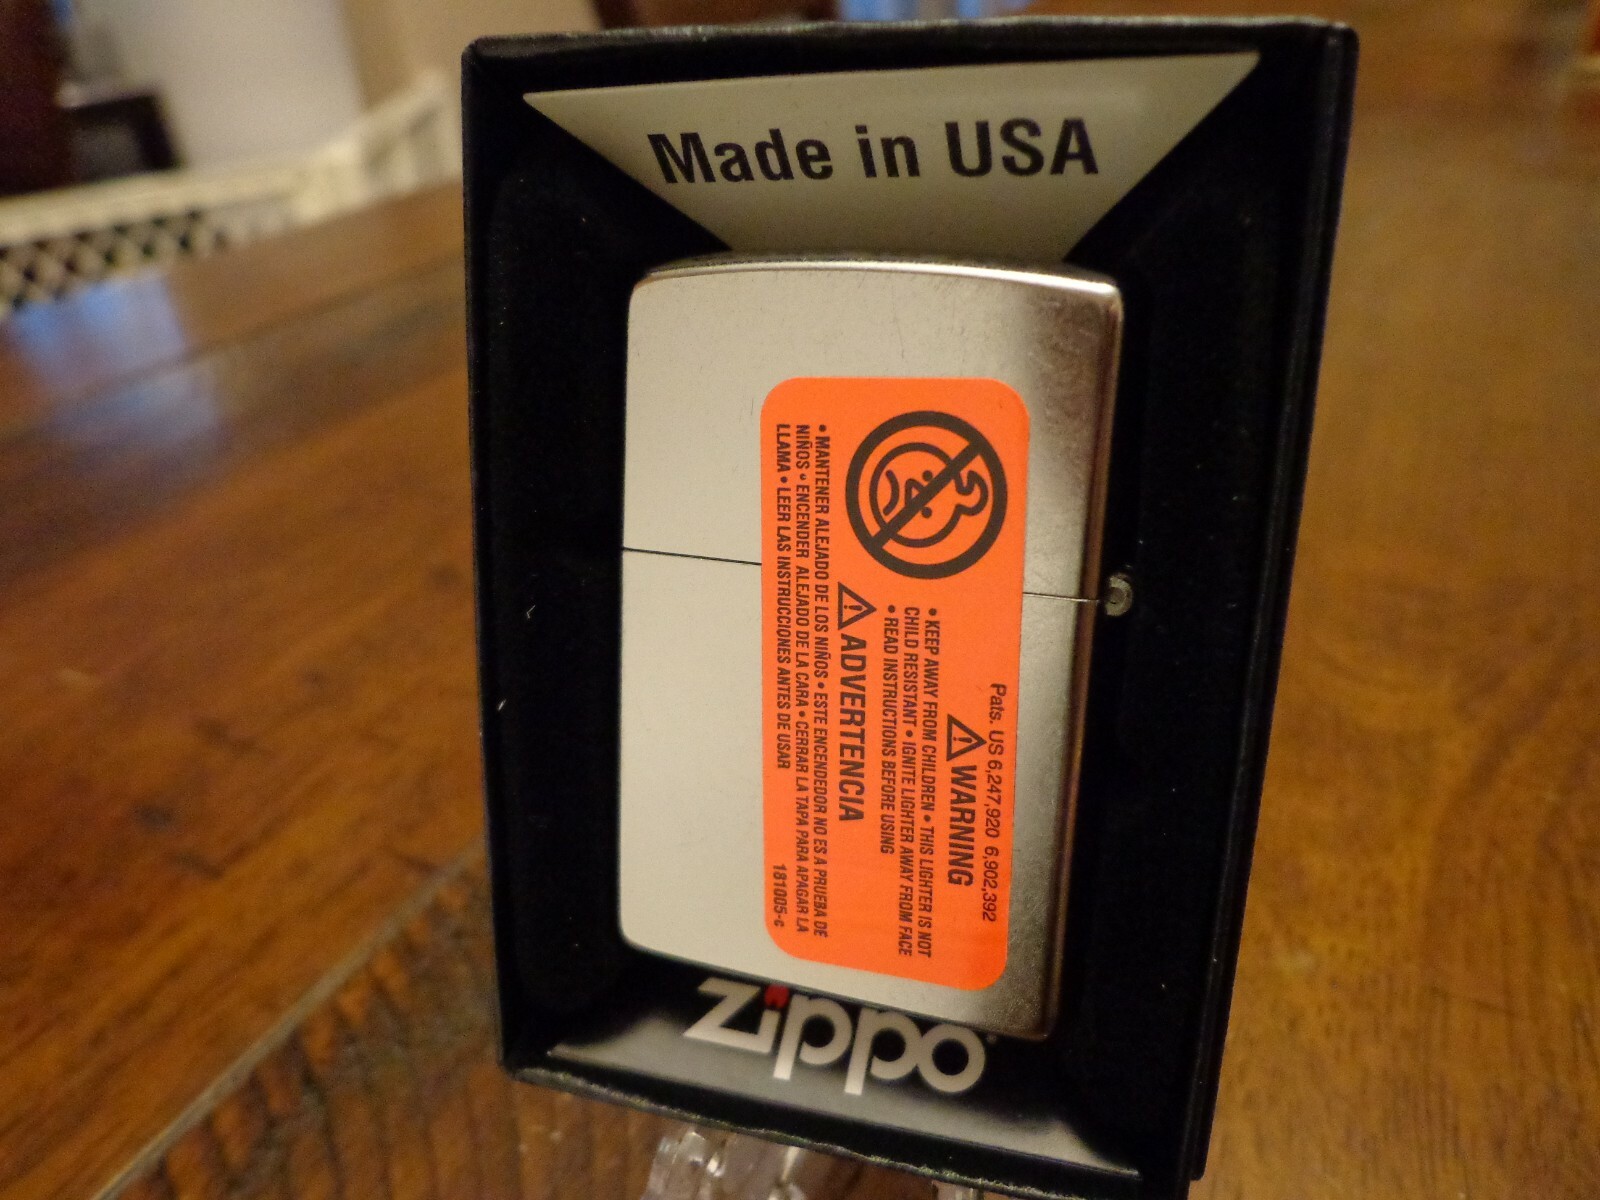 Made in USA
Pats. US 6,247,920 6,902,392
WARNING
• KEEP AWAY FROM CHILDREN • THIS LIGHTER IS NOT
CHILD RESISTANT • IGNITE LIGHTER AWAY FROM FACE
• READ INSTRUCTIONS BEFORE USING
ADVERTENCIA
• MANTENER ALEJADO DE LOS NIÑOS • ESTE ENCENDEDOR NO ES A PRUEBA DE
NIÑOS • ENCENDER ALEJADO DE LA CARA • CERRAR LA TAPA PARA APAGAR LA
LLAMA • LEER LAS INSTRUCCIONES ANTES DE USAR
181005-c
zippo